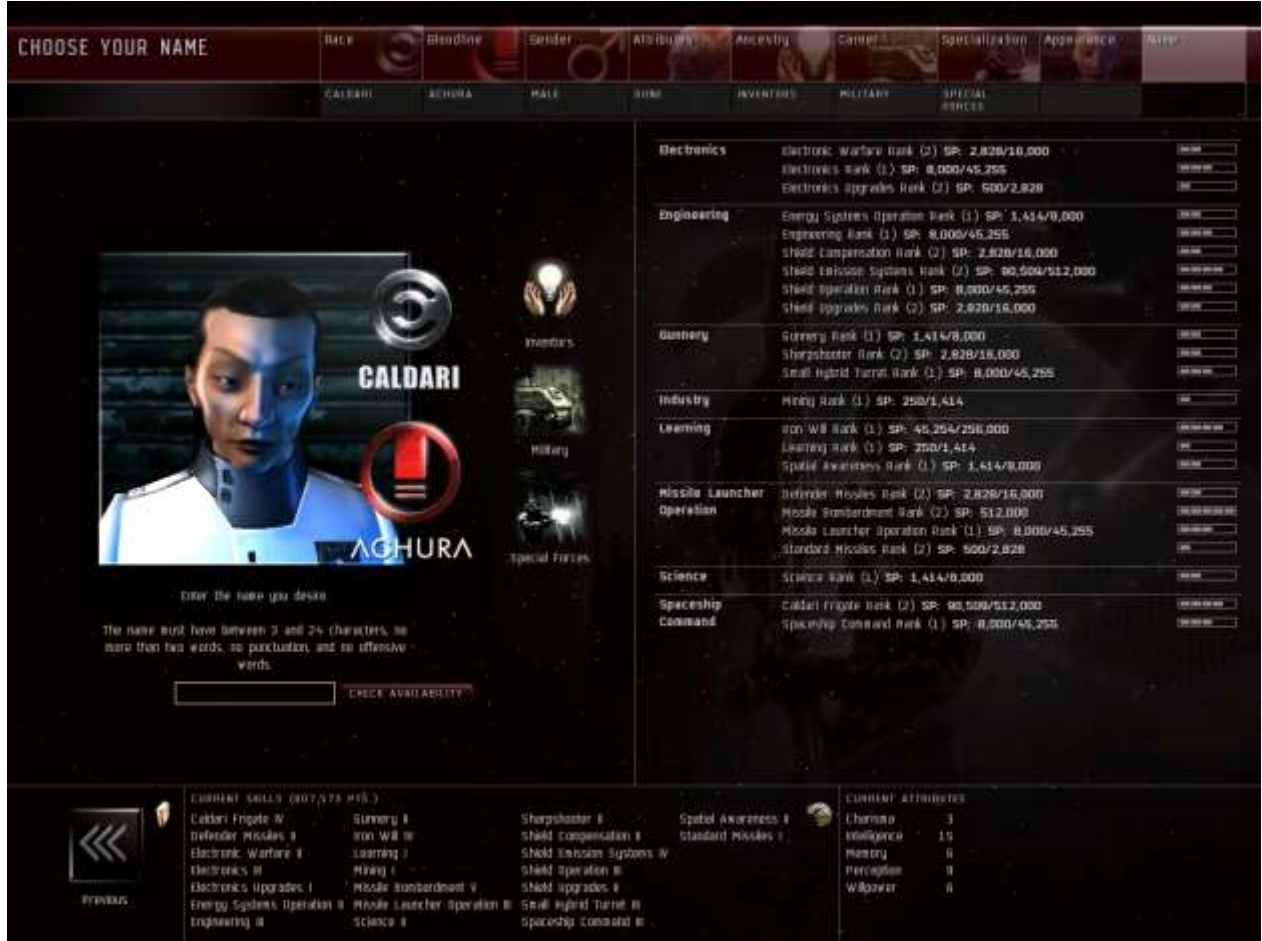 CHOOSE YOUR NAME
Race Bloodline Gender Attributes Ancestry Career Specialization Appearance Name
CALDARI ACHURA MALE DONE INVENTORS MILITARY SPECIAL FORCES
CALDARI
ACHURA
Inventors
Military
Special Forces
Enter the name you desire
The name must have between 3 and 24 characters, no
more than two words, no punctuation, and no offensive
words.
CHECK AVAILABILITY
Electronics Electronic Warfare Rank (2) SP: 2,828/16,000
Electronics Rank (1) SP: 8,000/45,255
Electronics Upgrades Rank (2) SP: 500/2,828
Engineering Energy Systems Operation Rank (1) SP: 1,414/8,000
Engineering Rank (1) SP: 8,000/45,255
Shield Compensation Rank (2) SP: 2,828/16,000
Shield Emission Systems Rank (2) SP: 90,509/512,000
Shield Operation Rank (1) SP: 8,000/45,255
Shield Upgrades Rank (2) SP: 2,828/16,000
Gunnery Gunnery Rank (1) SP: 1,414/8,000
Sharpshooter Rank (2) SP: 2,828/16,000
Small Hybrid Turret Rank (1) SP: 8,000/45,255
Industry Mining Rank (1) SP: 250/1,414
Learning Iron Will Rank (1) SP: 45,254/256,000
Learning Rank (1) SP: 250/1,414
Spatial Awareness Rank (1) SP: 1,414/8,000
Missile Launcher Operation Defender Missiles Rank (2) SP: 2,828/16,000
Missile Bombardment Rank (2) SP: 512,000
Missile Launcher Operation Rank (1) SP: 8,000/45,255
Standard Missiles Rank (2) SP: 500/2,828
Science Science Rank (1) SP: 1,414/8,000
Spaceship Command Caldari Frigate Rank (2) SP: 90,509/512,000
Spaceship Command Rank (1) SP: 8,000/45,255
Previous
CURRENT SKILLS (807,573 PTS.)
Caldari Frigate IV Gunnery II Sharpshooter II Spatial Awareness II
Defender Missiles II Iron Will IV Shield Compensation II Standard Missiles I
Electronic Warfare II Learning I Shield Emission Systems IV
Electronics III Mining I Shield Operation III
Electronics Upgrades I Missile Bombardment V Shield Upgrades II
Energy Systems Operation II Missile Launcher Operation III Small Hybrid Turret III
Engineering III Science II Spaceship Command III
CURRENT ATTRIBUTES
Charisma 3
Intelligence 15
Memory
Perception
Willpower